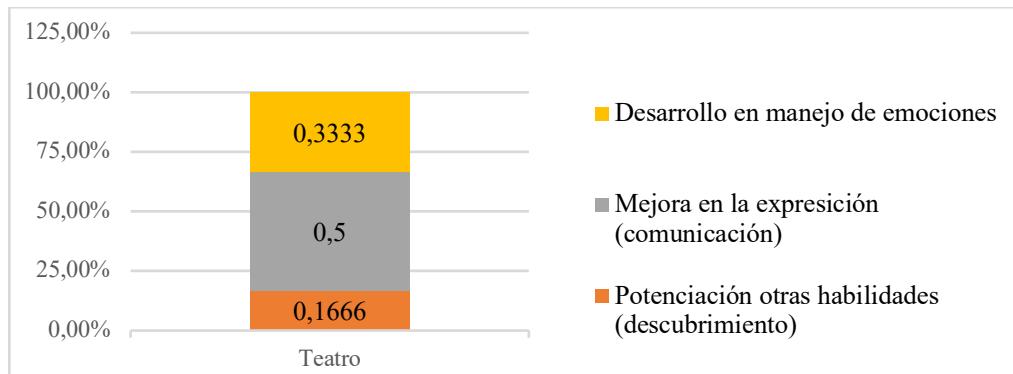 125,00%
100,00%
75,00%
50,00%
25,00%
0,00%
0,3333
0,5
0,1666
Teatro
Desarrollo en manejo de emociones
Mejora en la expresición
(comunicación)
Potenciación otras habilidades
(descubrimiento)